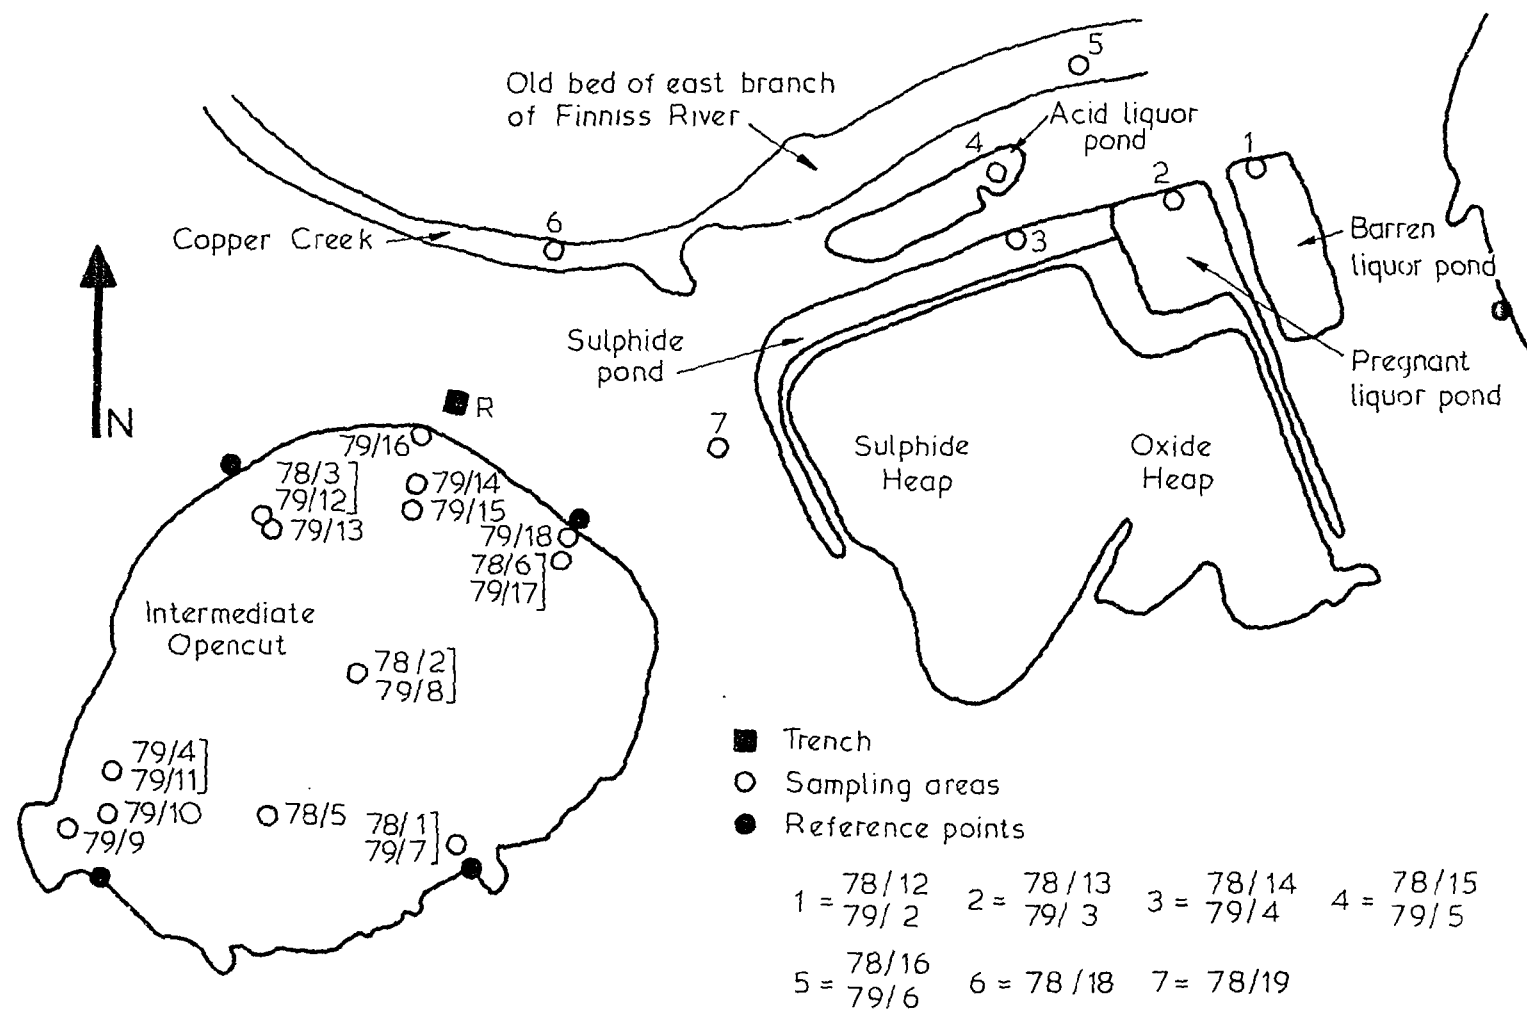 5
Old bed of east branch
of Finniss River
Acid liquor
pond
4
1
2
6
Copper Creek
3
Barren
liquor pond
Sulphide
pond
Pregnant
liquor pond
N
R
7
79/16
78/3
79/12
79/13
79/14
79/15
79/18
78/6
79/17
Sulphide
Heap
Oxide
Heap
Intermediate
Opencut
78/2
79/8
79/4
79/11
79/10
79/9
78/5
78/1
79/7
Trench
Sampling areas
Reference points
1 = 78/12 79/ 2
2 = 78/13 79/ 3
3 = 78/14 79/4
4 = 78/15 79/5
5 = 78/16 79/6
6 = 78/18
7 = 78/19